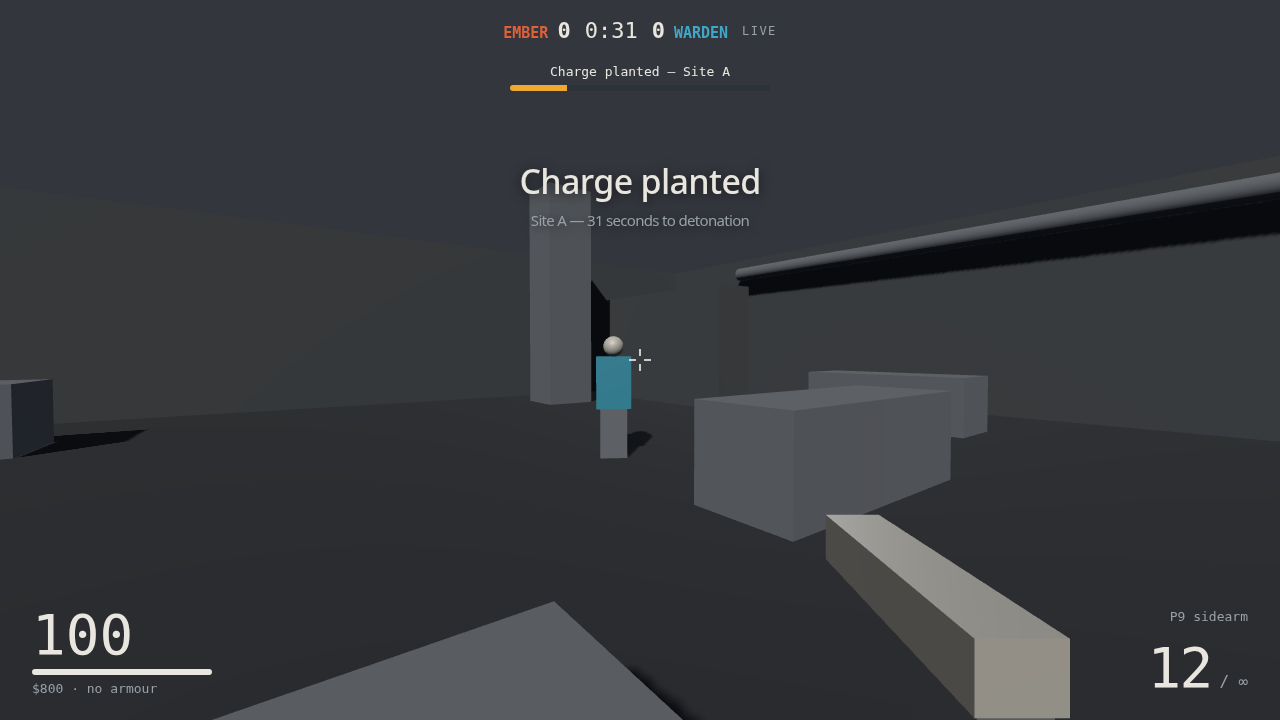 EMBER 0 0:31 0 WARDEN LIVE
Charge planted — Site A
Charge planted
Site A — 31 seconds to detonation
100
$800 · no armour
P9 sidearm
12 / ∞